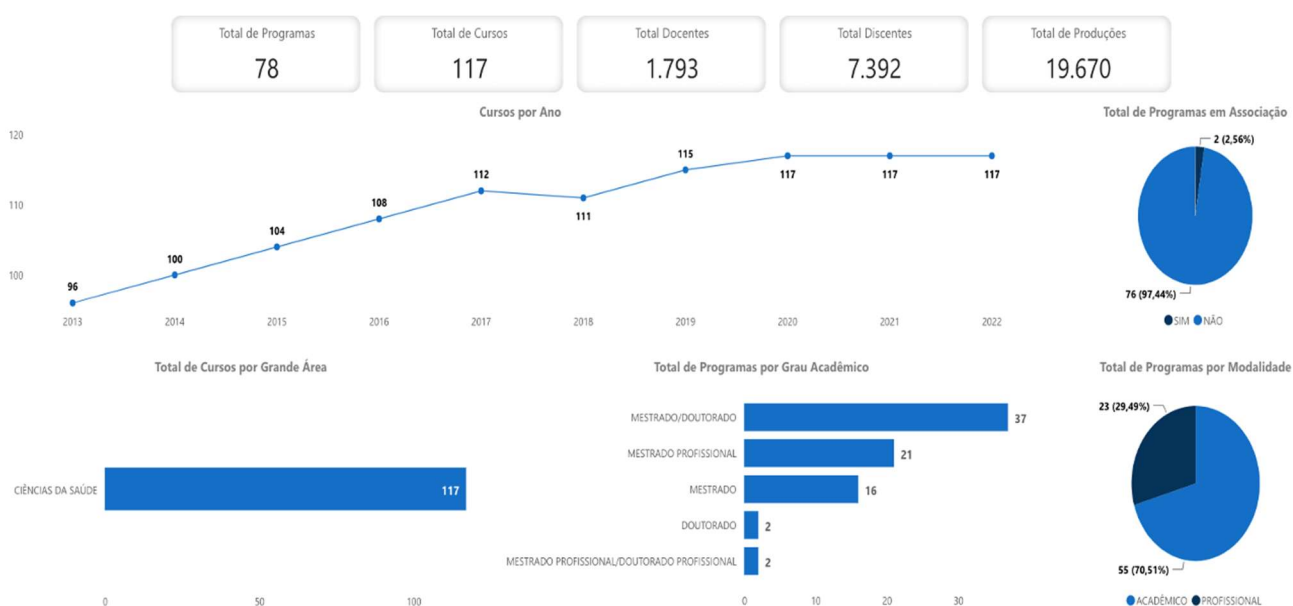 Total de Programas
78
Total de Cursos
117
Total Docentes
1.793
Total Discentes
7.392
Total de Produções
19.670
Cursos por Ano
120
110
100
96
100
104
108
112
111
115
117
117
117
2013
2014
2015
2016
2017
2018
2019
2020
2021
2022
Total de Programas em Associação
2 (2,56%)
76 (97,44%)
SIM NÃO
Total de Cursos por Grande Área
CIÊNCIAS DA SAÚDE
117
0
50
100
Total de Programas por Grau Acadêmico
MESTRADO/DOUTORADO
37
MESTRADO PROFISSIONAL
21
MESTRADO
16
DOUTORADO
2
MESTRADO PROFISSIONAL/DOUTORADO PROFISSIONAL
2
0
10
20
30
Total de Programas por Modalidade
23 (29,49%)
55 (70,51%)
ACADÊMICO PROFISSIONAL